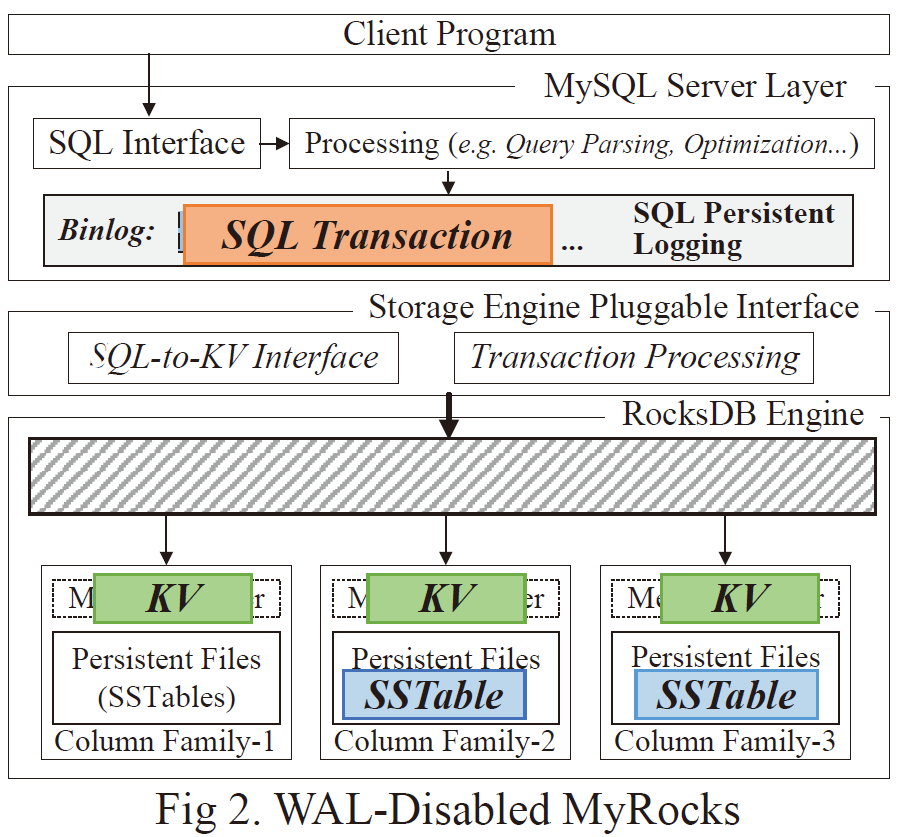 Client Program
MySQL Server Layer
SQL Interface
Processing (e.g. Query Parsing, Optimization...)
Binlog:
SQL Transaction
...
SQL Persistent
Logging
Storage Engine Pluggable Interface
SQL-to-KV Interface
Transaction Processing
RocksDB Engine
KV
KV
KV
Persistent Files
(SSTables)
Persistent Files
SSTable
Persistent Files
SSTable
Column Family-1
Column Family-2
Column Family-3
Fig 2. WAL-Disabled MyRocks